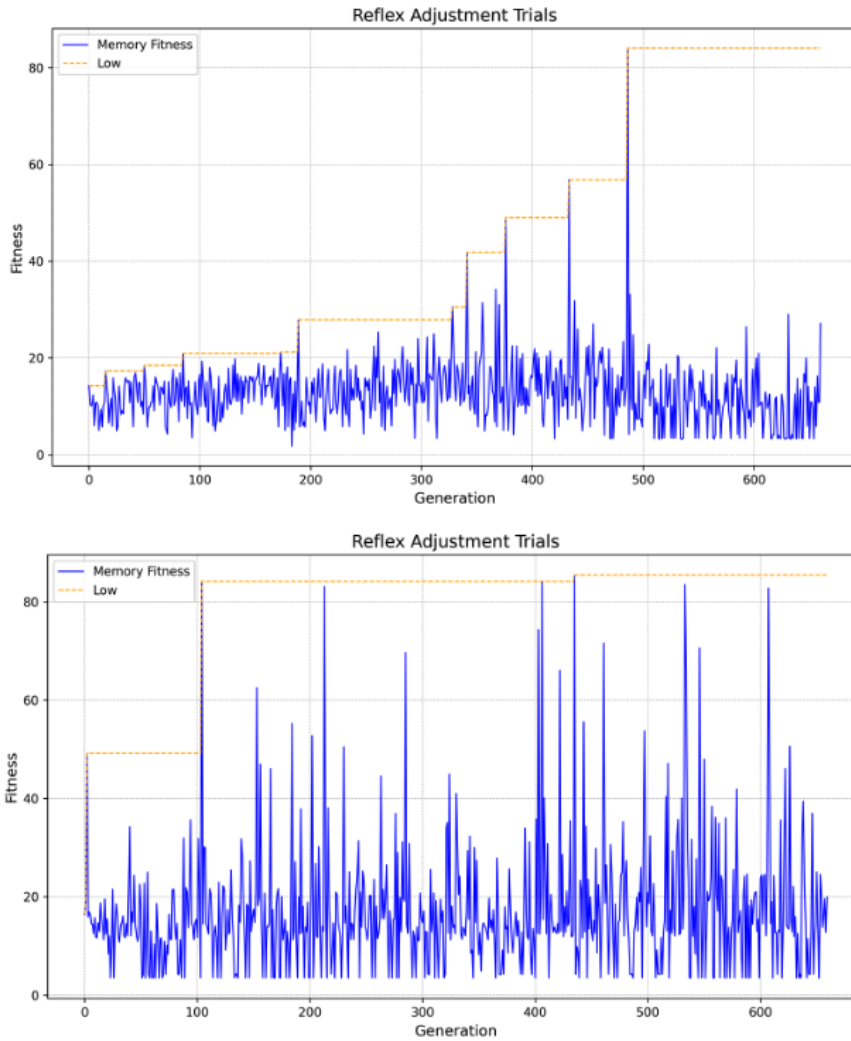 Reflex Adjustment Trials
Memory Fitness
Low
80
60
40
20
0
Fitness
0 100 200 300 400 500 600
Generation
Reflex Adjustment Trials
Memory Fitness
Low
80
60
40
20
0
Fitness
0 100 200 300 400 500 600
Generation